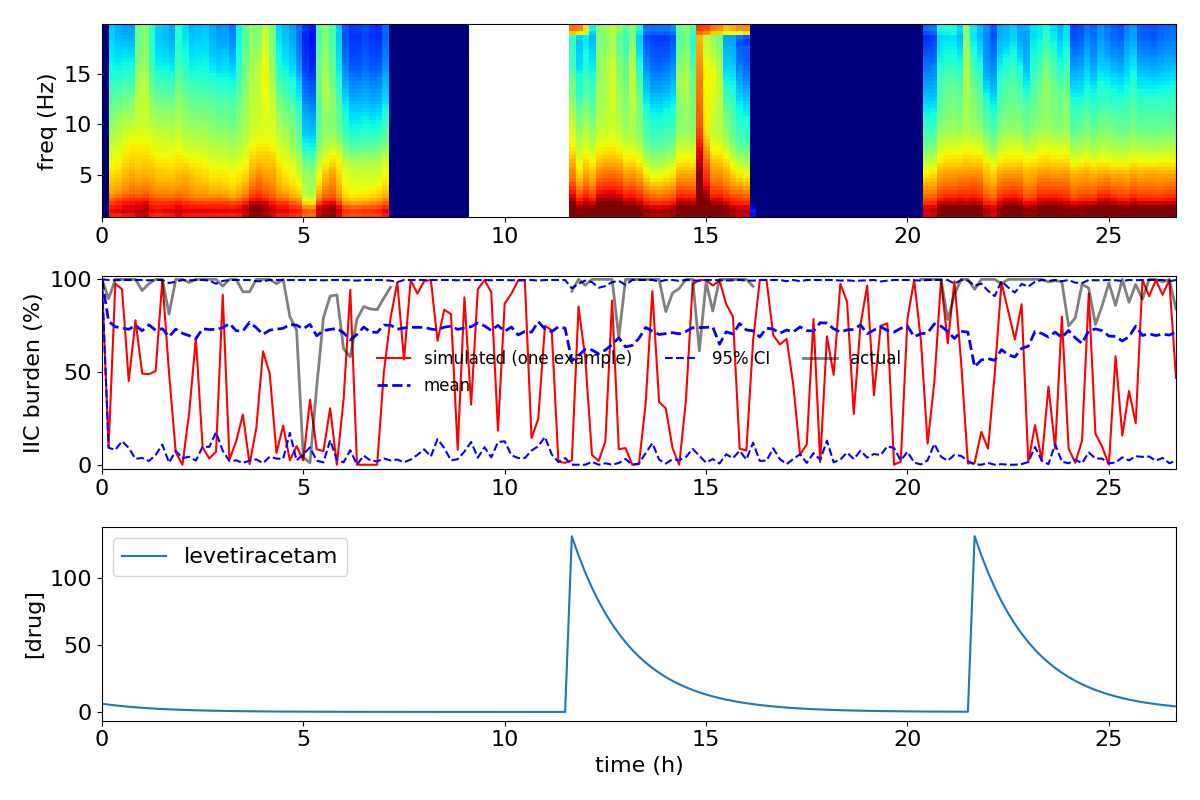 freq (Hz)
15
10
5
0 5 10 15 20 25
IIC burden (%)
100
50
0
simulated (one example) 95% CI actual
mean
0 5 10 15 20 25
[drug]
levetiracetam
100
50
0
0 5 10 15 20 25
time (h)